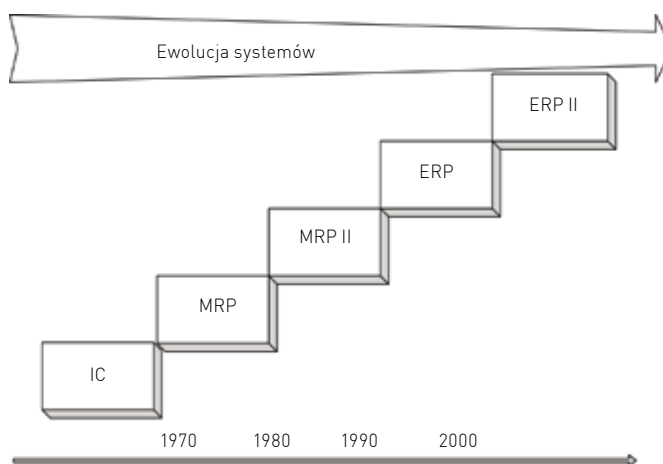 Ewolucja systemów
ERP II
ERP
MRP II
MRP
IC
1970 1980 1990 2000